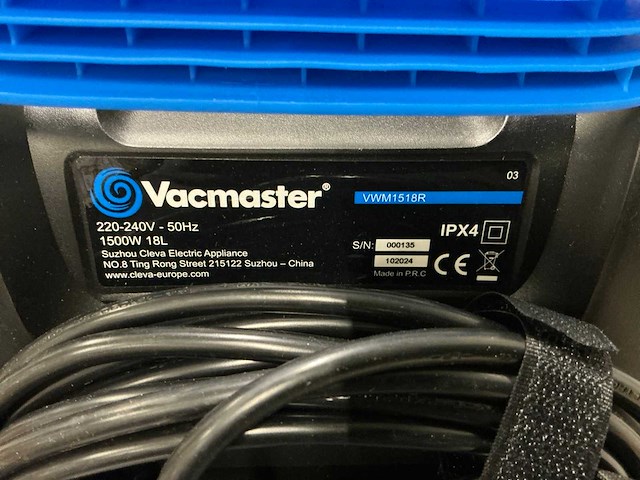 03
Vacmaster®
VWM1518R
220-240V - 50Hz
1500W 18L
IPX4
Suzhou Cleva Electric Appliance
S/N: 000135
NO.8 Ting Rong Street 215122 Suzhou – China
102024
CE
www.cleva-europe.com
Made in P.R.C